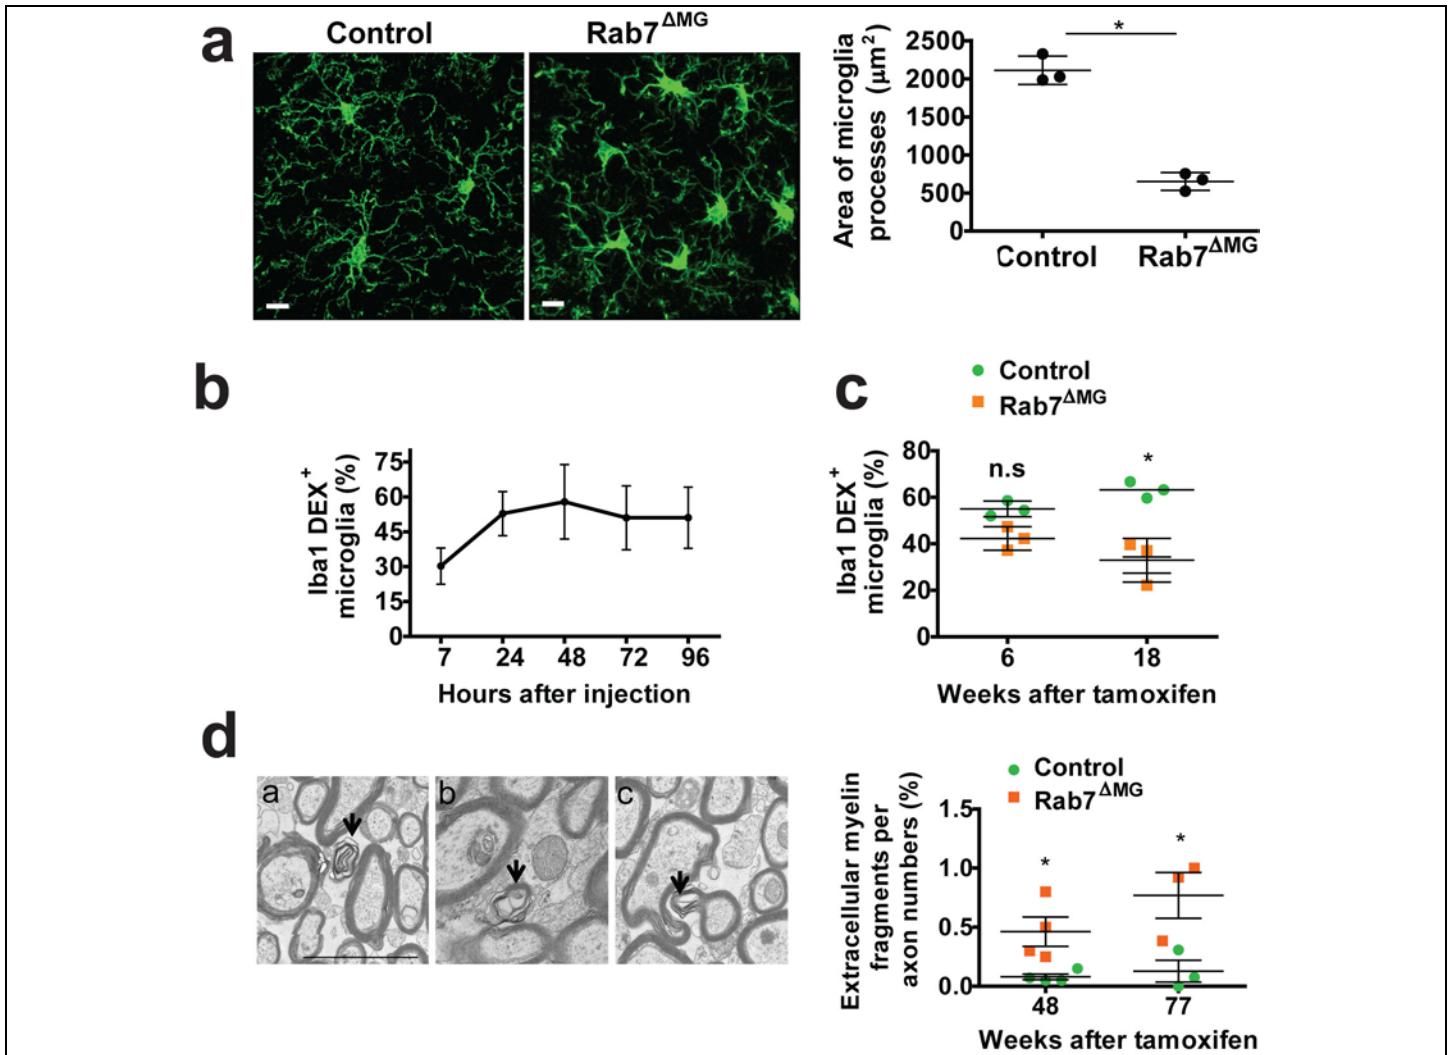 a
Control
Rab7ΔMG
Area of microglia
processes (μm²)
2500
2000
1500
1000
500
0
*
Control
Rab7ΔMG
b
Iba1 DEX⁺
microglia (%)
75
60
45
30
15
0
7 24 48 72 96
Hours after injection
c
Control
Rab7ΔMG
Iba1 DEX⁺
microglia (%)
80
60
40
20
0
n.s
*
6 18
Weeks after tamoxifen
d
a
b
c
Control
Rab7ΔMG
Extracellular myelin
fragments per
axon numbers (%)
1.5
1.0
0.5
0.0
*
*
48 77
Weeks after tamoxifen